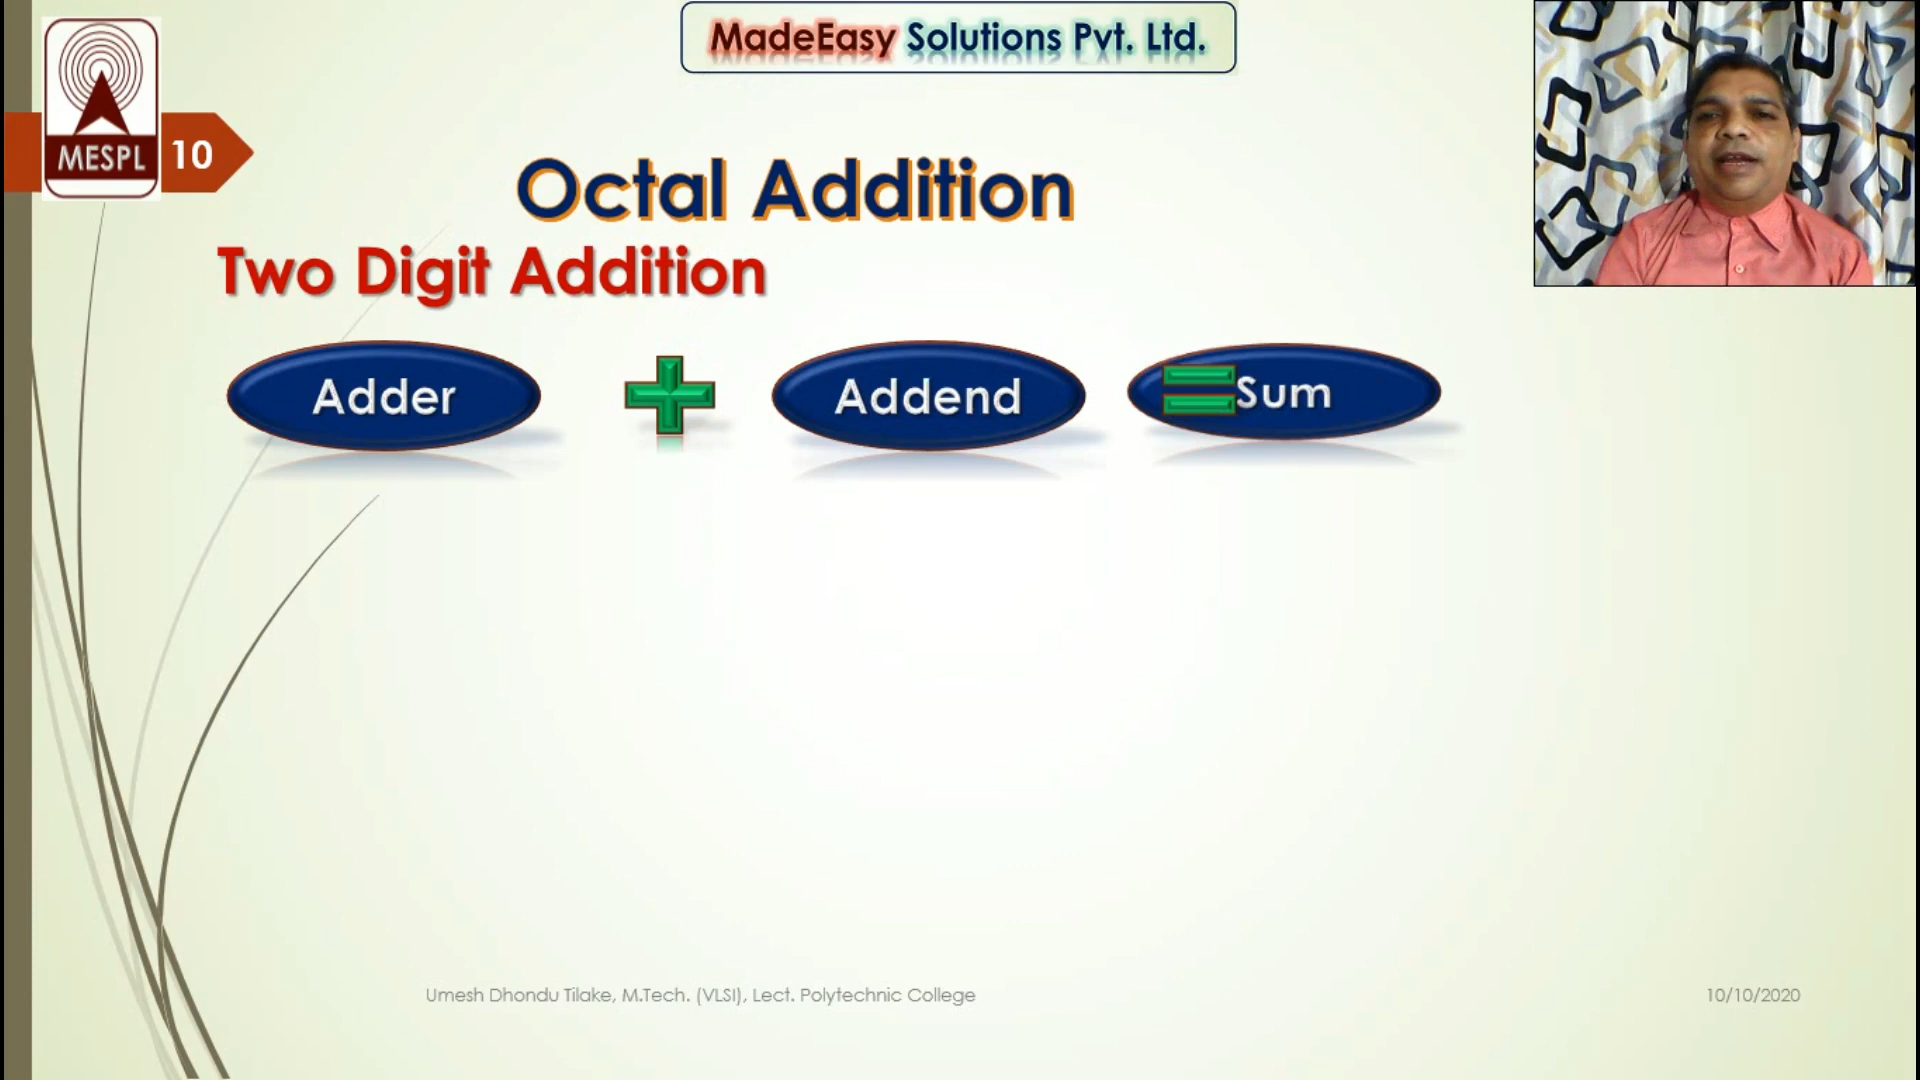 MadeEasy Solutions Pvt. Ltd.
MESPL
10
Octal Addition
Two Digit Addition
Adder + Addend = Sum
Umesh Dhondu Tilake, M.Tech. (VLSI), Lect. Polytechnic College
10/10/2020